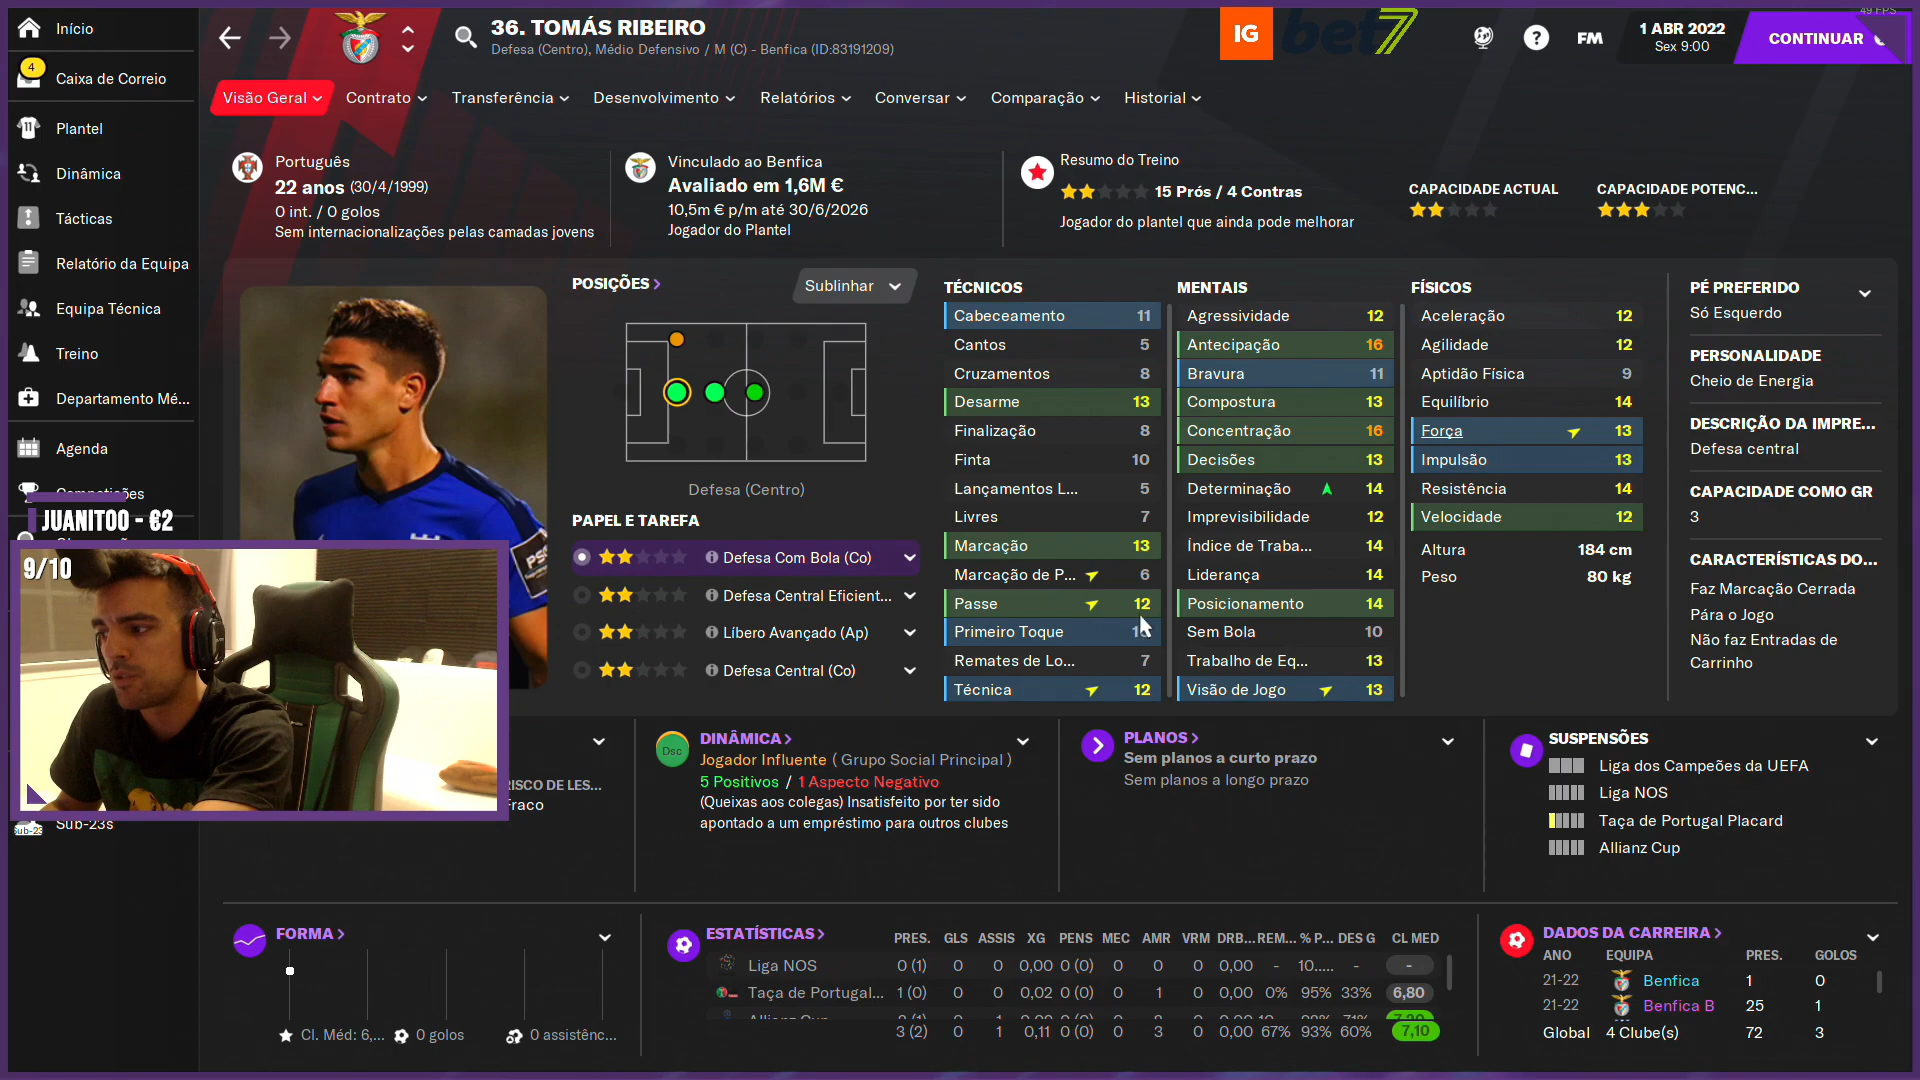 49 FPS
Início
4
Caixa de Correio
Plantel
Dinâmica
Tácticas
Relatório da Equipa
Equipa Técnica
Treino
Departamento Mé...
Agenda
Competições
JUANITOO - €2
9/10
Sub-23s
Sub-23
36. TOMÁS RIBEIRO
Defesa (Centro), Médio Defensivo / M (C) - Benfica (ID:83191209)
IG
bet7
FM
1 ABR 2022
Sex 9:00
CONTINUAR
Visão Geral
Contrato
Transferência
Desenvolvimento
Relatórios
Conversar
Comparação
Historial
Português
22 anos (30/4/1999)
0 int. / 0 golos
Sem internacionalizações pelas camadas jovens
Vinculado ao Benfica
Avaliado em 1,6M €
10,5m € p/m até 30/6/2026
Jogador do Plantel
Resumo do Treino
15 Prós / 4 Contras
Jogador do plantel que ainda pode melhorar
CAPACIDADE ACTUAL
CAPACIDADE POTENC...
POSIÇÕES
Sublinhar
Defesa (Centro)
PAPEL E TAREFA
Defesa Com Bola (Co)
Defesa Central Eficient...
Líbero Avançado (Ap)
Defesa Central (Co)
TÉCNICOS
Cabeceamento 11
Cantos 5
Cruzamentos 8
Desarme 13
Finalização 8
Finta 10
Lançamentos L... 5
Livres 7
Marcação 13
Marcação de P... 6
Passe 12
Primeiro Toque
Remates de Lo... 7
Técnica 12
MENTAIS
Agressividade 12
Antecipação 16
Bravura 11
Compostura 13
Concentração 16
Decisões 13
Determinação 14
Imprevisibilidade 12
Índice de Traba... 14
Liderança 14
Posicionamento 14
Sem Bola 10
Trabalho de Eq... 13
Visão de Jogo 13
FÍSICOS
Aceleração 12
Agilidade 12
Aptidão Física 9
Equilíbrio 14
Força 13
Impulsão 13
Resistência 14
Velocidade 12
Altura 184 cm
Peso 80 kg
PÉ PREFERIDO
Só Esquerdo
PERSONALIDADE
Cheio de Energia
DESCRIÇÃO DA IMPRE...
Defesa central
CAPACIDADE COMO GR
3
CARACTERÍSTICAS DO...
Faz Marcação Cerrada
Pára o Jogo
Não faz Entradas de
Carrinho
RISCO DE LES...
Fraco
Dsc
DINÂMICA
Jogador Influente ( Grupo Social Principal )
5 Positivos / 1 Aspecto Negativo
(Queixas aos colegas) Insatisfeito por ter sido
apontado a um empréstimo para outros clubes
PLANOS
Sem planos a curto prazo
Sem planos a longo prazo
SUSPENSÕES
Liga dos Campeões da UEFA
Liga NOS
Taça de Portugal Placard
Allianz Cup
FORMA
Cl. Méd: 6,...
0 golos
0 assistênc...
ESTATÍSTICAS
PRES. GLS ASSIS XG PENS MEC AMR VRM DRB... REM... % P... DES G CL MED
Liga NOS 0 (1) 0 0 0,00 0 (0) 0 0 0 0,00 - 10..... - -
Taça de Portugal... 1 (0) 0 0 0,02 0 (0) 0 1 0 0,00 0% 95% 33% 6,80
Allianz Cup
3 (2) 0 1 0,11 0 (0) 0 3 0 0,00 67% 93% 60% 7,10
DADOS DA CARREIRA
ANO EQUIPA PRES. GOLOS
21-22 Benfica 1 0
21-22 Benfica B 25 1
Global 4 Clube(s) 72 3